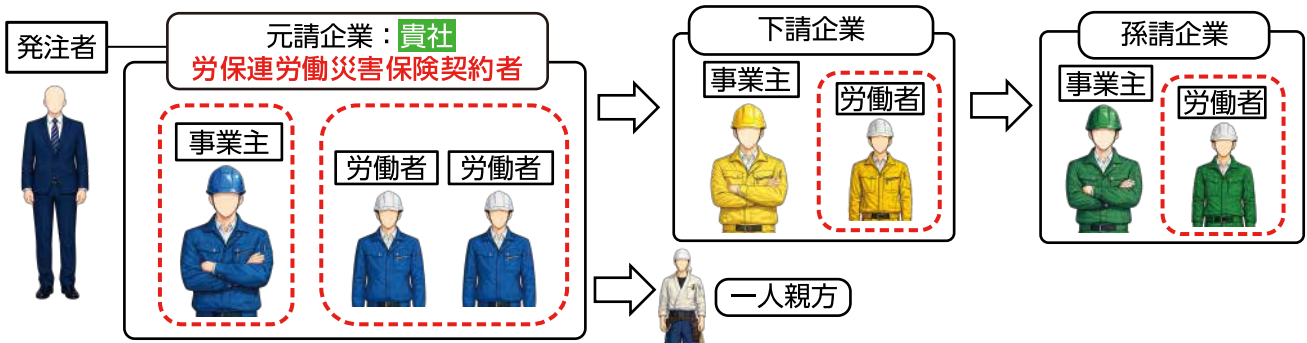 発注者
元請企業：貴社
労保連労働災害保険契約者
事業主
労働者
労働者
下請企業
事業主
労働者
孫請企業
事業主
労働者
一人親方